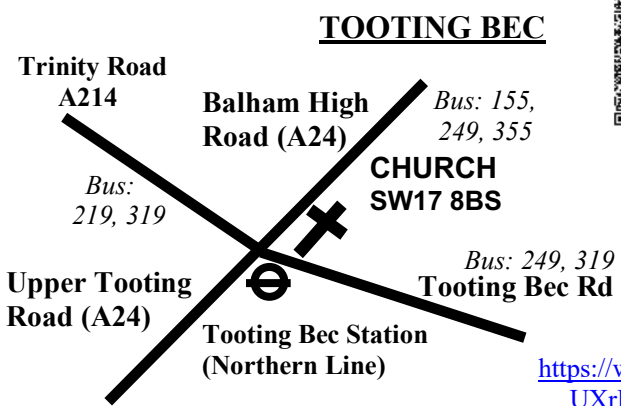 TOOTING BEC
Trinity Road
A214
Balham High
Road (A24)
Bus: 155,
249, 355
CHURCH
SW17 8BS
Bus:
219, 319
Bus: 249, 319
Tooting Bec Rd
Upper Tooting
Road (A24)
Tooting Bec Station
(Northern Line)